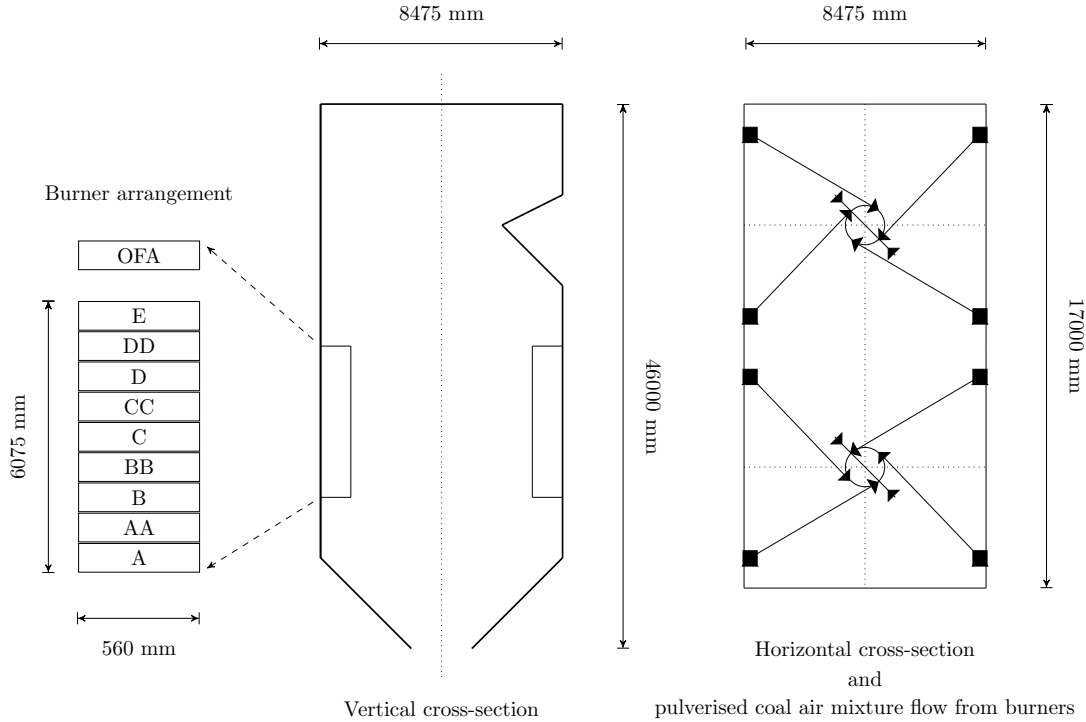 8475 mm
8475 mm
Burner arrangement
OFA
E
DD
D
CC
C
BB
B
AA
A
6075 mm
560 mm
46000 mm
17000 mm
Vertical cross-section
Horizontal cross-section
and
pulverised coal air mixture flow from burners